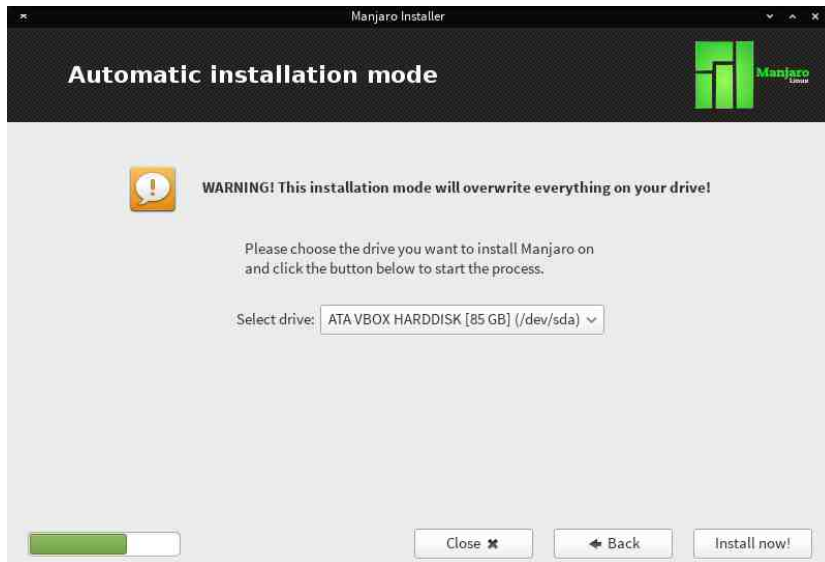 Manjaro Installer
Automatic installation mode
Manjaro
Linux
WARNING! This installation mode will overwrite everything on your drive!
Please choose the drive you want to install Manjaro on
and click the button below to start the process.
Select drive: ATA VBOX HARDDISK [85 GB] (/dev/sda)
Close Back Install now!